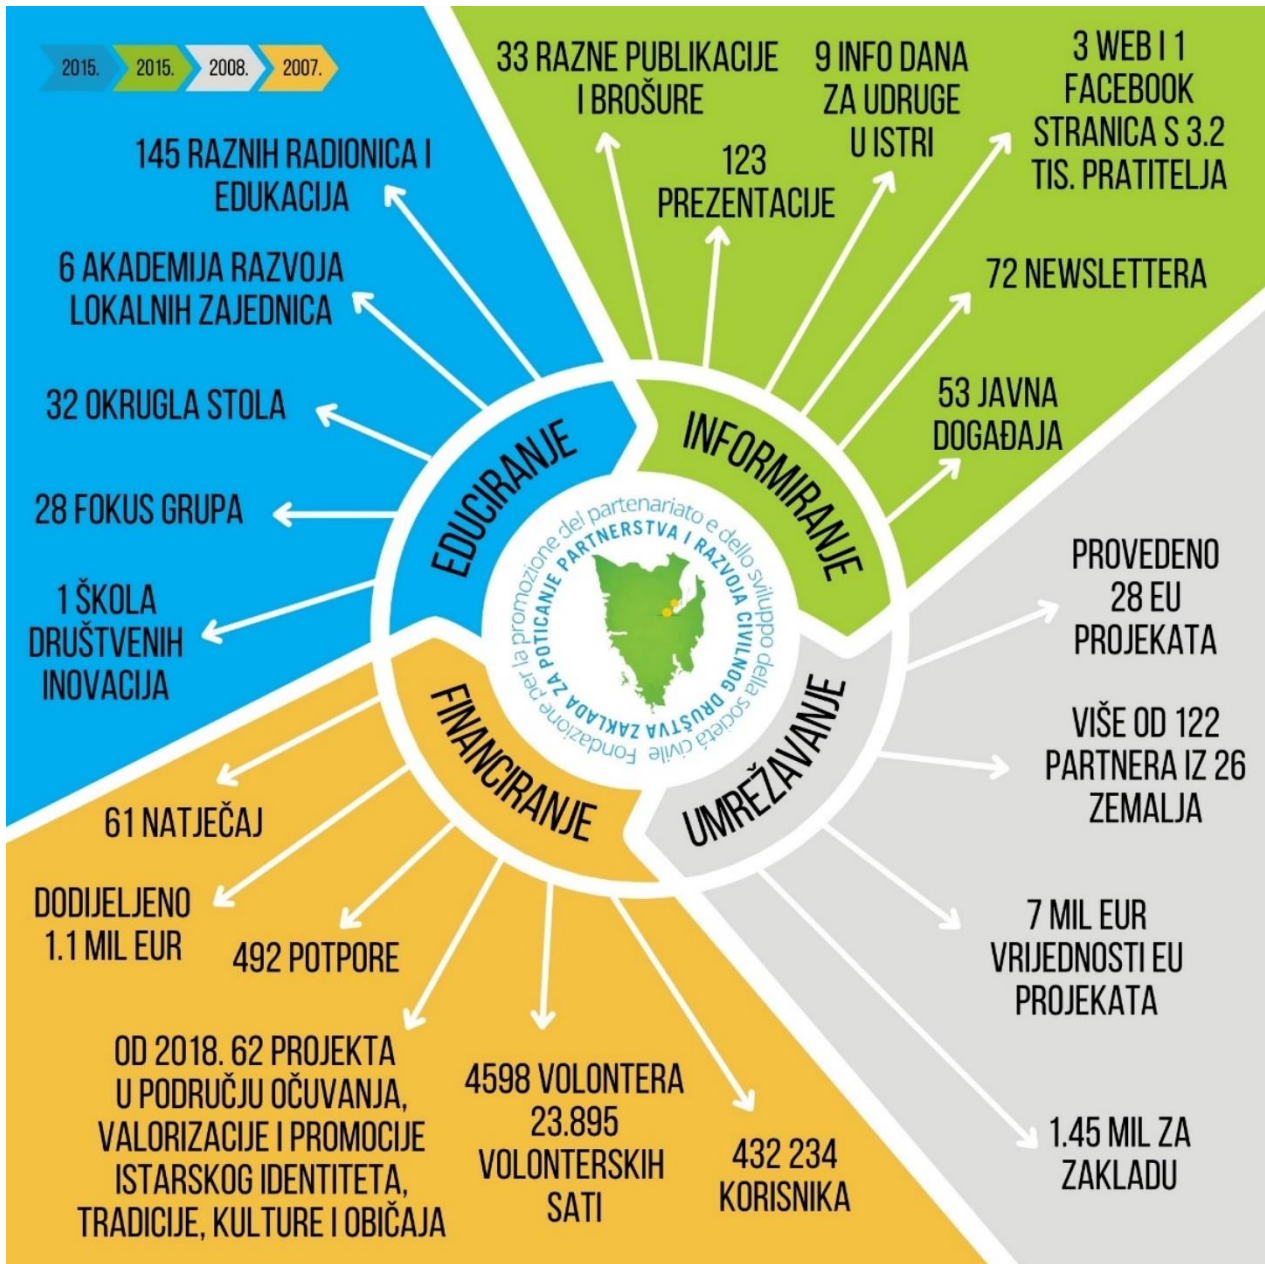 2015.
2015.
2008.
2007.
145 RAZNIH RADIONICA I
EDUKACIJA
6 AKADEMIJA RAZVOJA
LOKALNIH ZAJEDNICA
32 OKRUGLA STOLA
28 FOKUS GRUPA
1 ŠKOLA
DRUŠTVENIH
INOVACIJA
33 RAZNE PUBLIKACIJE
I BROŠURE
123
PREZENTACIJE
9 INFO DANA
ZA UDRUGE
U ISTRI
3 WEB I 1
FACEBOOK
STRANICA S 3.2
TIS. PRATITELJA
72 NEWSLETTERA
53 JAVNA
DOGAĐAJA
EDUCIRANJE
INFORMIRANJE
UMREŽAVANJE
FINANCIRANJE
Fondazione per la promozione del partenariato e dello sviluppo della societá civile
ZAKLADA ZA POTICANJE PARTNERSTVA I RAZVOJA CIVILNOG DRUŠTVA
PROVEDENO
28 EU
PROJEKATA
VIŠE OD 122
PARTNERA IZ 26
ZEMALJA
7 MIL EUR
VRIJEDNOSTI EU
PROJEKATA
1.45 MIL ZA
ZAKLADU
61 NATJEČAJ
DODIJELJENO
1.1 MIL EUR
492 POTPORE
OD 2018. 62 PROJEKTA
U PODRUČJU OČUVANJA,
VALORIZACIJE I PROMOCIJE
ISTARSKOG IDENTITETA,
TRADICIJE, KULTURE I OBIČAJA
4598 VOLONTERA
23.895
VOLONTERSKIH
SATI
432 234
KORISNIKA